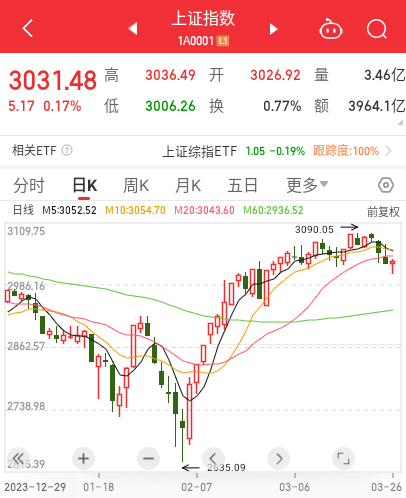 上证指数
1A0001 L1
3031.48 高 3036.49 开 3026.92 量 3.46亿
5.17 0.17% 低 3006.26 换 0.77% 额 3964.1亿
相关ETF ? 上证综指ETF 1.05 -0.19% 跟踪度:100%
分时 日K 周K 月K 五日 更多
日线 M5:3052.52 M10:3054.70 M20:3043.60 M60:2936.52 前复权
3109.75
3090.05
2986.16
2862.57
2738.98
2635.09
2023-12-29 01-18 02-07 03-06 03-26